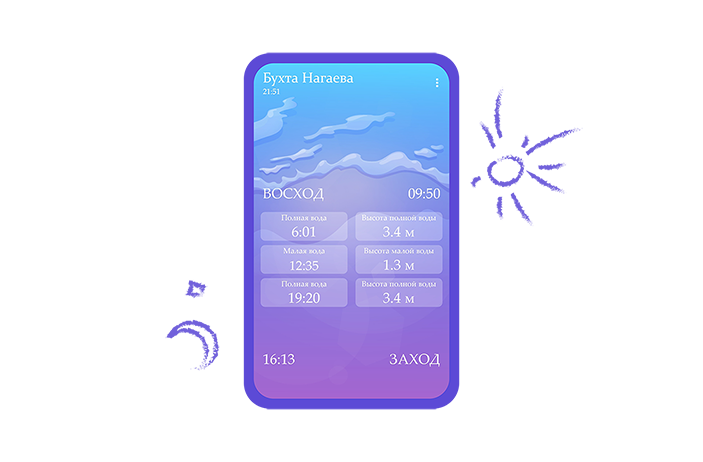 Бухта Нагаева
21:51
ВОСХОД 09:50
Полная вода Высота полной воды
6:01 3.4 м
Малая вода Высота малой воды
12:35 1.3 м
Полная вода Высота полной воды
19:20 3.4 м
16:13 ЗАХОД